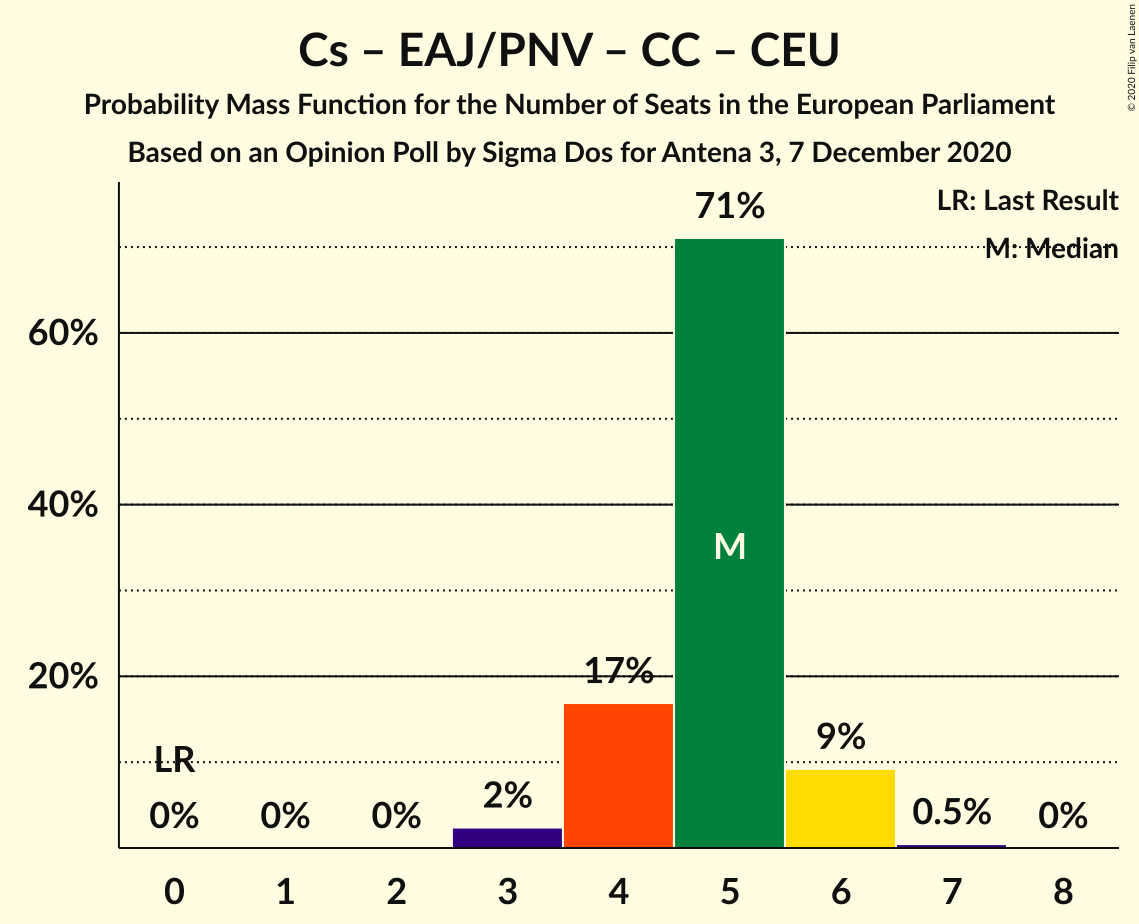 Cs – EAJ/PNV – CC – CEU
Probability Mass Function for the Number of Seats in the European Parliament
Based on an Opinion Poll by Sigma Dos for Antena 3, 7 December 2020
© 2020 Filip van Laenen
LR: Last Result
M: Median
71%
60%
40%
M
20%
17%
9%
LR
2%
0% 0% 0% 0.5% 0%
0 1 2 3 4 5 6 7 8